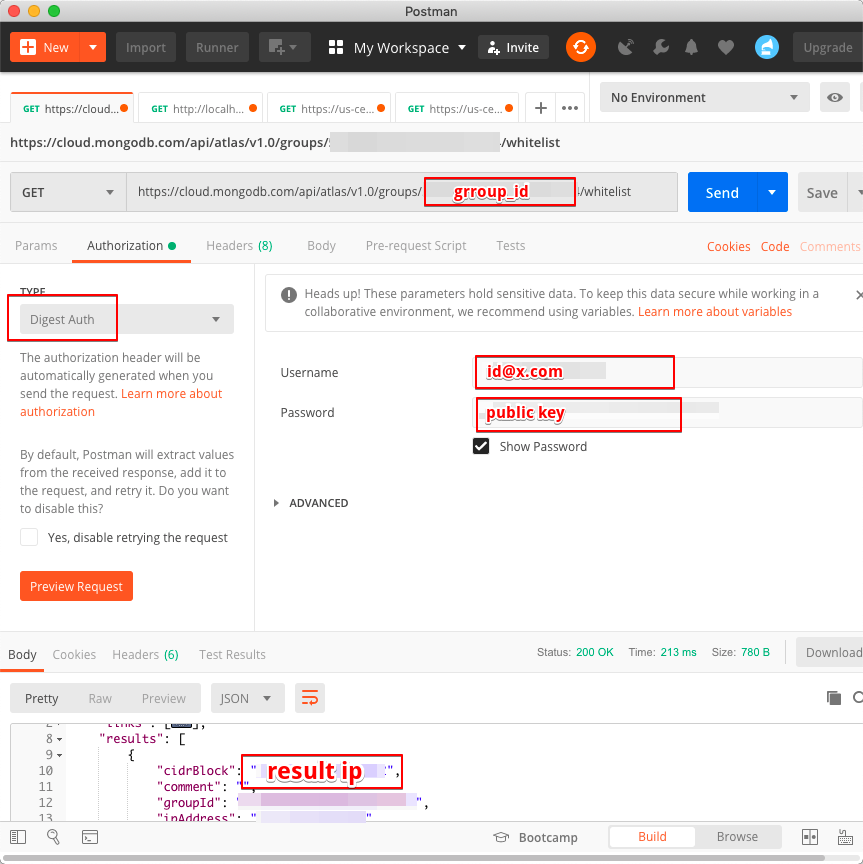 Postman
New Import Runner My Workspace Invite Upgrade
GET https://cloud... GET http://localh... GET https://us-ce... GET https://us-ce... + ••• No Environment
https://cloud.mongodb.com/api/atlas/v1.0/groups/ /whitelist
GET https://cloud.mongodb.com/api/atlas/v1.0/groups/ grroup_id /whitelist Send Save
Params Authorization Headers (8) Body Pre-request Script Tests Cookies Code Comments
TYPE
Digest Auth
The authorization header will be
automatically generated when you
send the request. Learn more about
authorization
By default, Postman will extract values
from the received response, add it to
the request, and retry it. Do you want
to disable this?
Yes, disable retrying the request
Preview Request
Heads up! These parameters hold sensitive data. To keep this data secure while working in a
collaborative environment, we recommend using variables. Learn more about variables
Username id@x.com
Password public key
Show Password
ADVANCED
Body Cookies Headers (6) Test Results Status: 200 OK Time: 213 ms Size: 780 B Download
Pretty Raw Preview JSON
"links": [
8 "results": [
9 {
10 "cidrBlock": " result ip ",
11 "comment": "",
12 "groupId": " ",
13 "ipAddress": " "
Bootcamp Build Browse